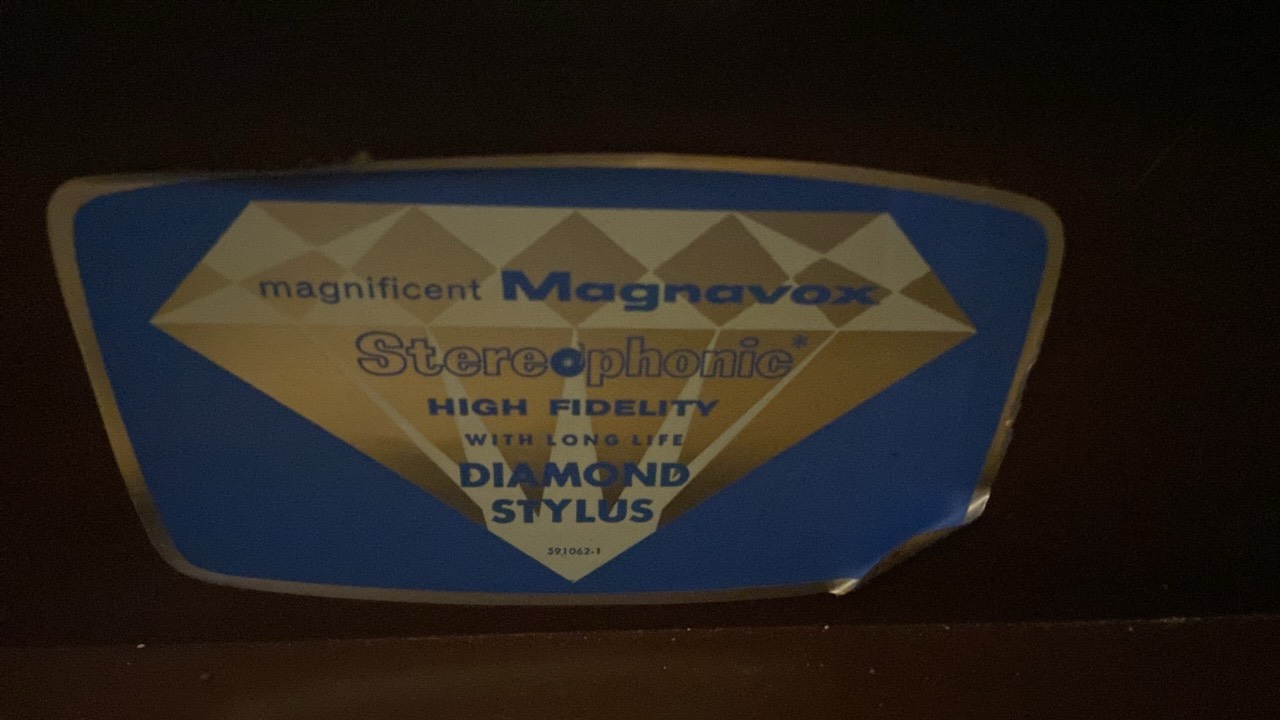 magnificent Magnavox
Stereophonic*
HIGH FIDELITY
WITH LONG LIFE
DIAMOND
STYLUS
591062-1